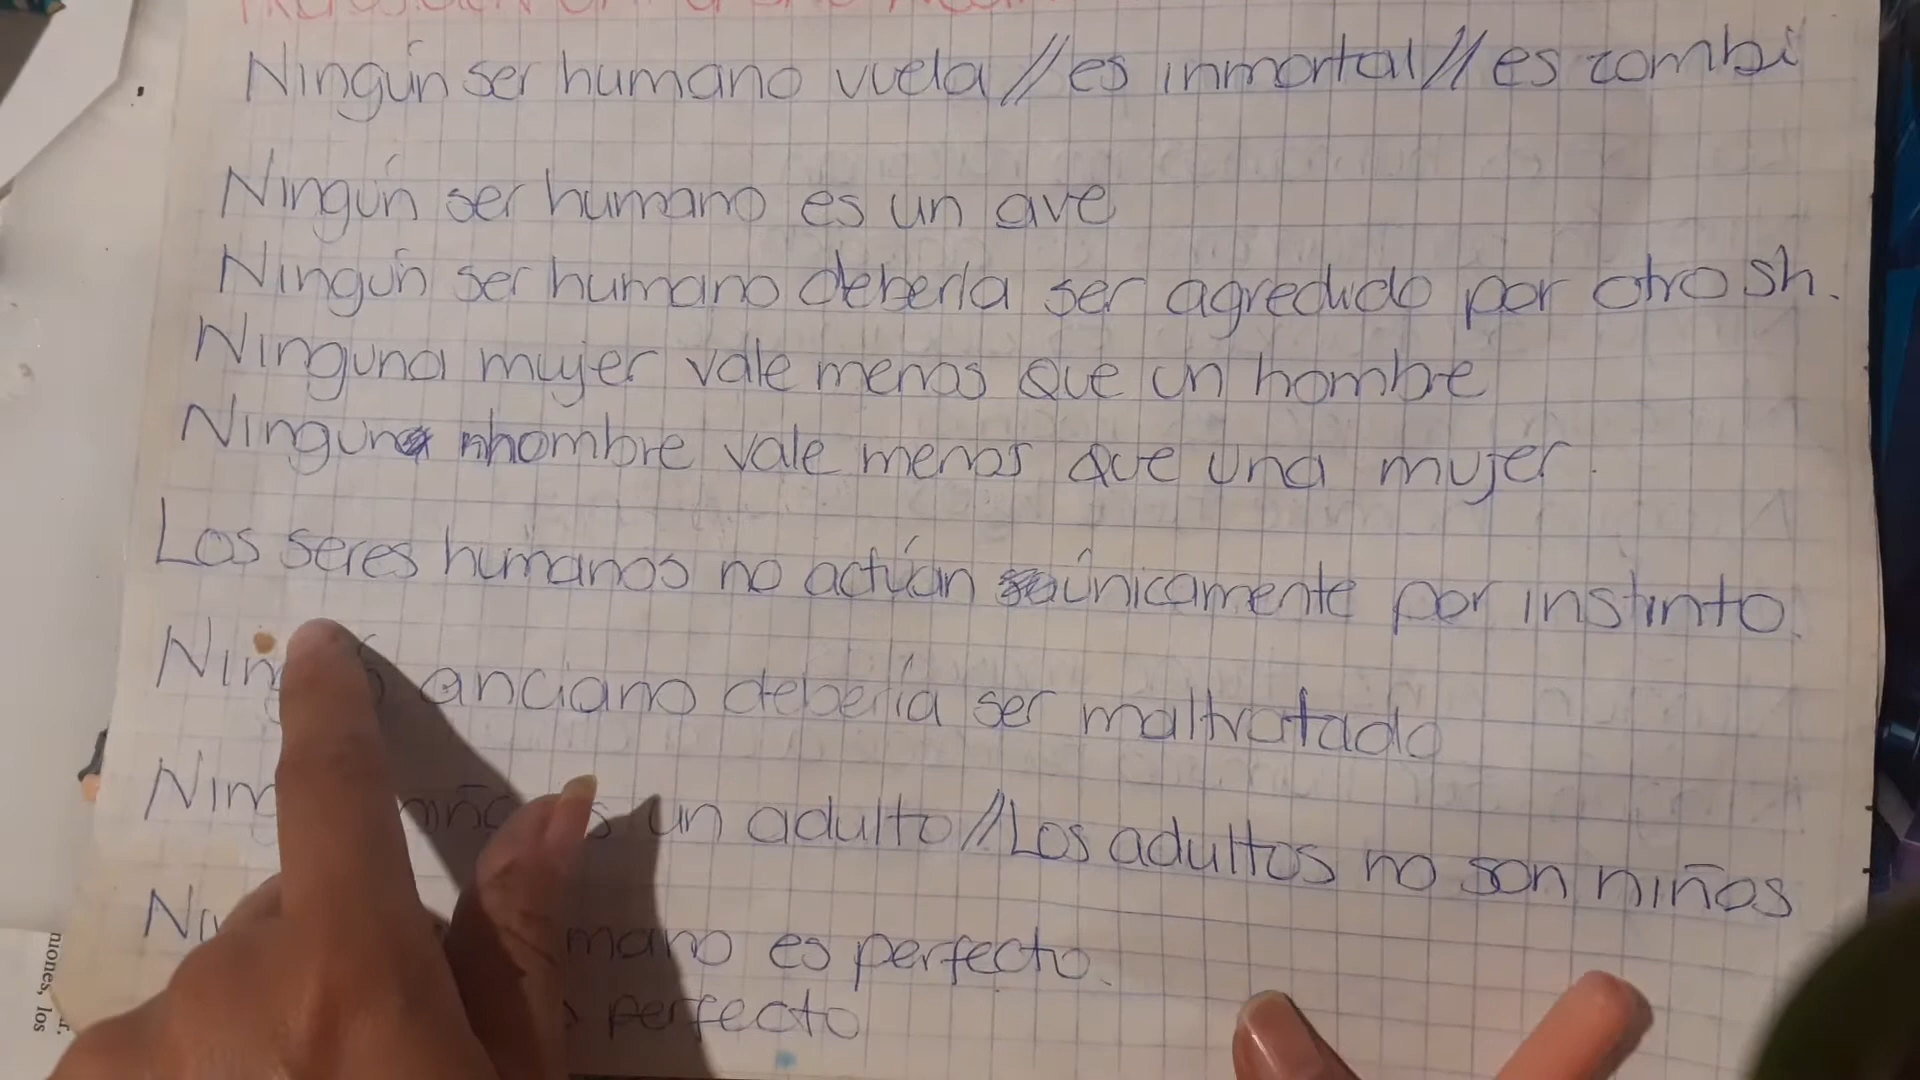 Ningún ser humano vuela // es inmortal // es zombi
Ningún ser humano es un ave
Ningún ser humano debería ser agredido por otro sh.
Ninguna mujer vale menos que un hombre
Ningun hombre vale menos que una mujer.
Los seres humanos no actúan únicamente por instinto.
anciano debería ser maltratado
un adulto // Los adultos no son niños
es perfecto.
perfecto
niones, los